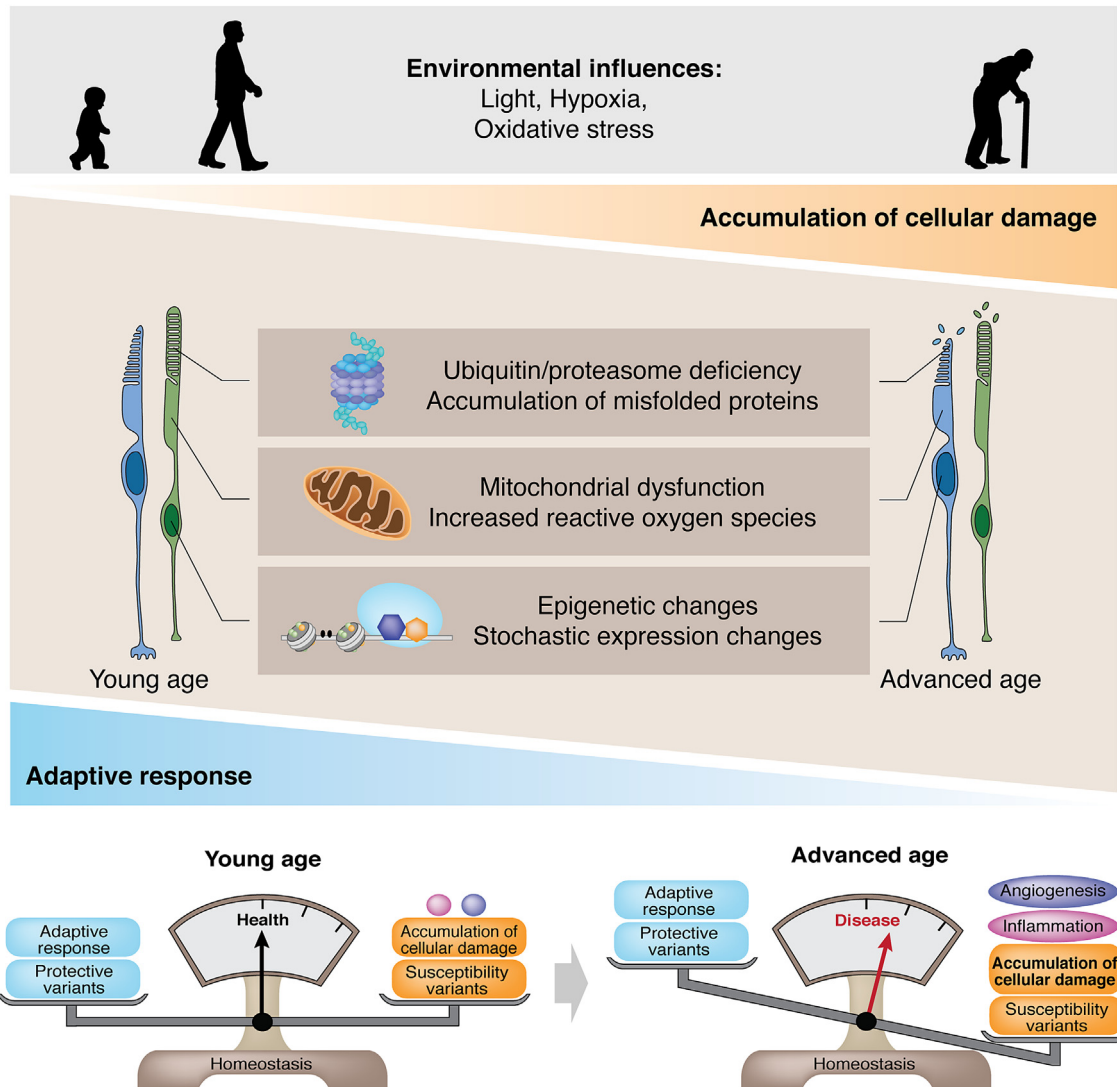 Environmental influences:
Light, Hypoxia,
Oxidative stress
Accumulation of cellular damage
Ubiquitin/proteasome deficiency
Accumulation of misfolded proteins
Mitochondrial dysfunction
Increased reactive oxygen species
Epigenetic changes
Stochastic expression changes
Young age
Advanced age
Adaptive response
Young age
Health
Adaptive
response
Protective
variants
Accumulation of
cellular damage
Susceptibility
variants
Homeostasis
Advanced age
Disease
Adaptive
response
Protective
variants
Angiogenesis
Inflammation
Accumulation of
cellular damage
Susceptibility
variants
Homeostasis